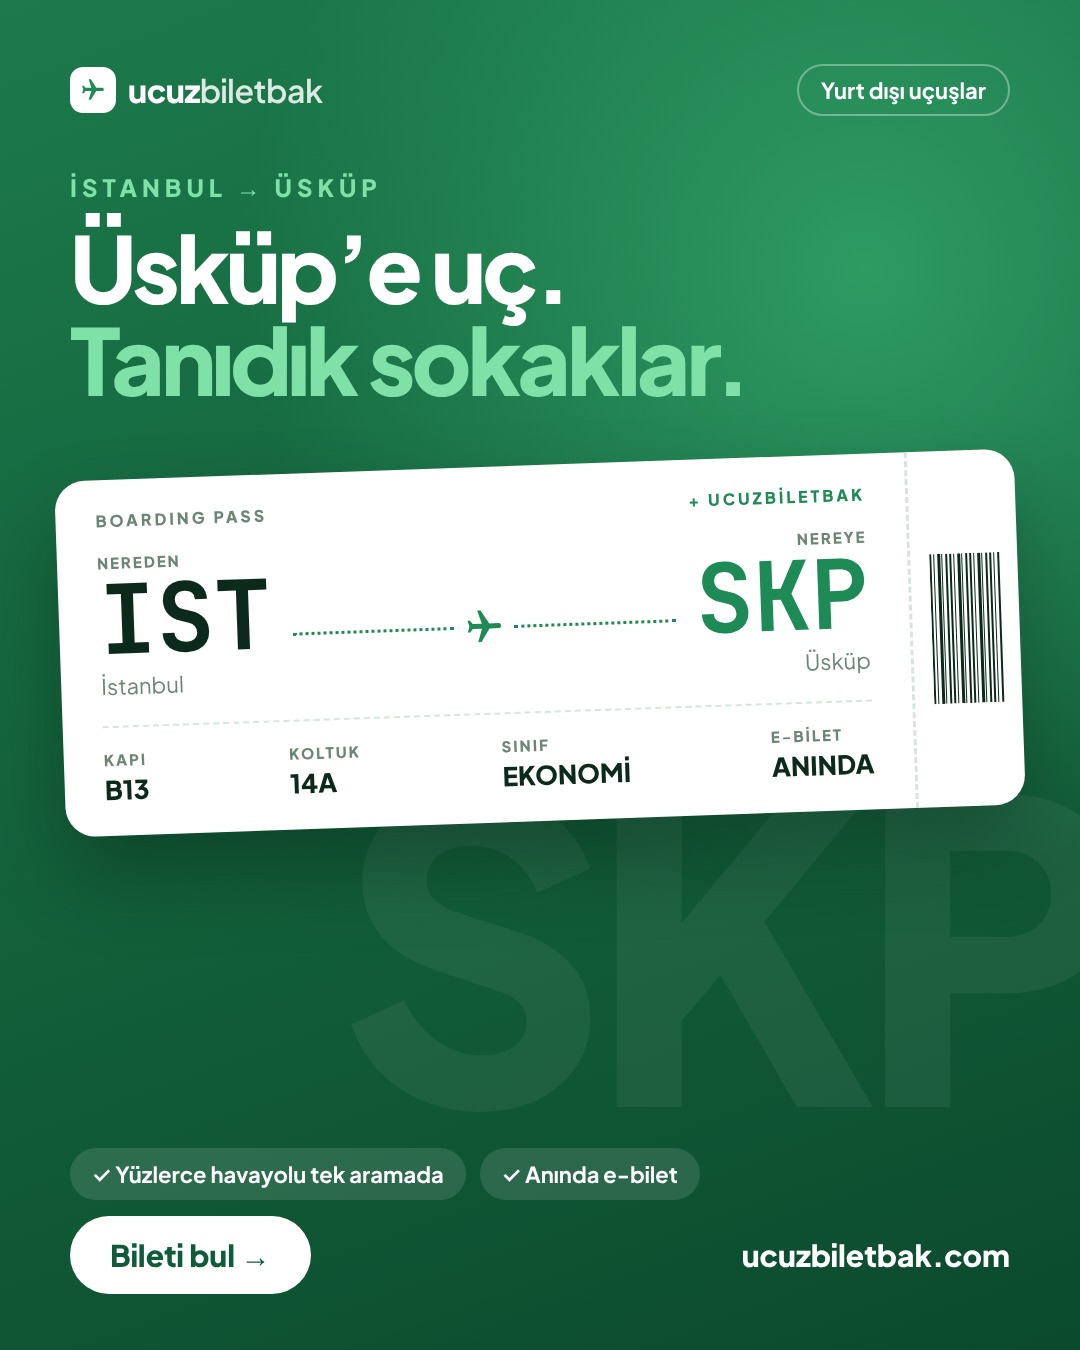 ucuzbiletbak
Yurt dışı uçuşlar
İSTANBUL → ÜSKÜP
Üsküp’e uç.
Tanıdık sokaklar.
BOARDING PASS
+ UCUZBİLETBAK
NEREDEN
NEREYE
IST
SKP
İstanbul
Üsküp
KAPI
KOLTUK
SINIF
E-BİLET
B13
14A
EKONOMİ
ANINDA
SKP
✓ Yüzlerce havayolu tek aramada
✓ Anında e-bilet
Bileti bul →
ucuzbiletbak.com